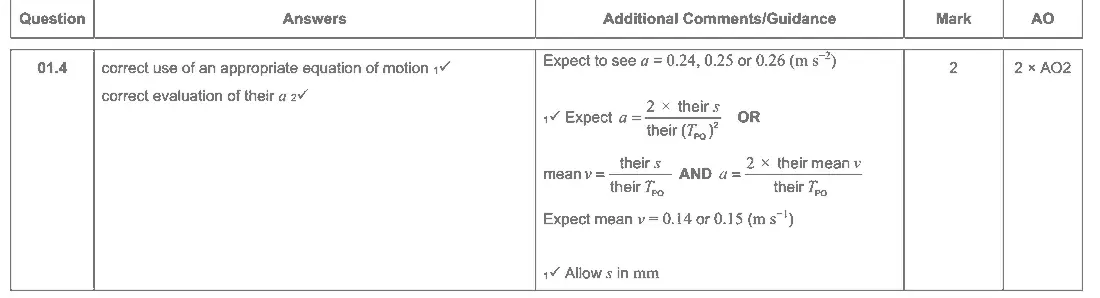 Question Answers Additional Comments/Guidance Mark AO
01.4 correct use of an appropriate equation of motion ₁✓
correct evaluation of their a ₂✓
Expect to see a = 0.24, 0.25 or 0.26 (m s⁻²)
₁✓ Expect a = 2 × their s / their (T_PO)² OR
mean v = their s / their T_PO AND a = 2 × their mean v / their T_PO
Expect mean v = 0.14 or 0.15 (m s⁻¹)
₁✓ Allow s in mm
2
2 × AO2